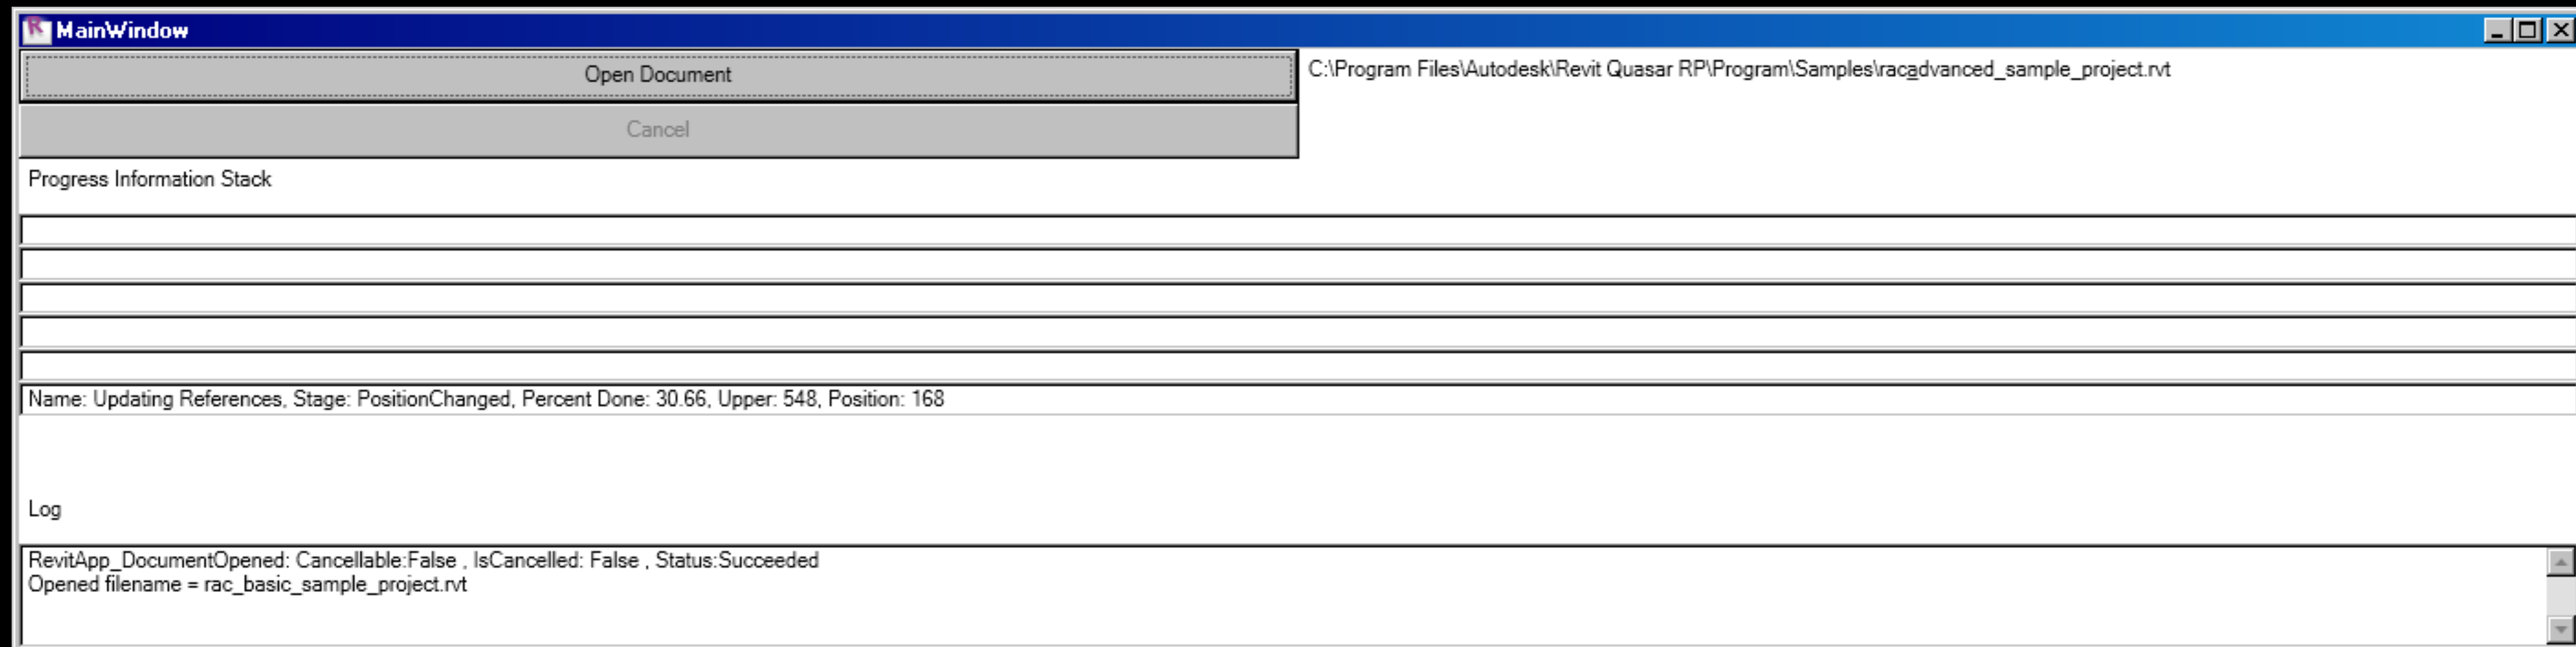 MainWindow
Open Document
C:\Program Files\Autodesk\Revit Quasar RP\Program\Samples\racadvanced_sample_project.rvt
Cancel
Progress Information Stack
Name: Updating References, Stage: PositionChanged, Percent Done: 30.66, Upper: 548, Position: 168
Log
RevitApp_DocumentOpened: Cancellable:False , IsCancelled: False , Status:Succeeded
Opened filename = rac_basic_sample_project.rvt